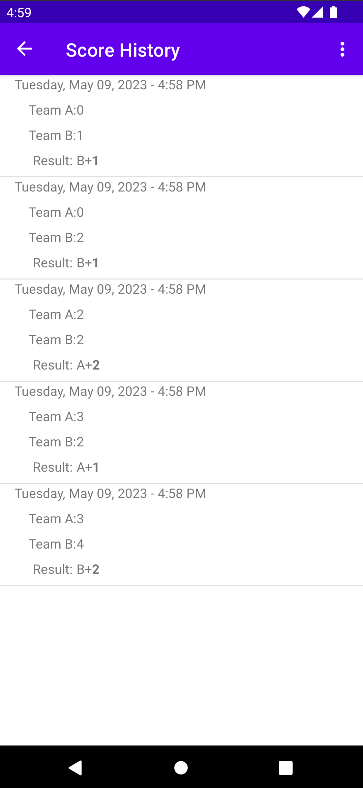 4:59
Score History
Tuesday, May 09, 2023 - 4:58 PM
Team A:0
Team B:1
Result: B+1
Tuesday, May 09, 2023 - 4:58 PM
Team A:0
Team B:2
Result: B+1
Tuesday, May 09, 2023 - 4:58 PM
Team A:2
Team B:2
Result: A+2
Tuesday, May 09, 2023 - 4:58 PM
Team A:3
Team B:2
Result: A+1
Tuesday, May 09, 2023 - 4:58 PM
Team A:3
Team B:4
Result: B+2